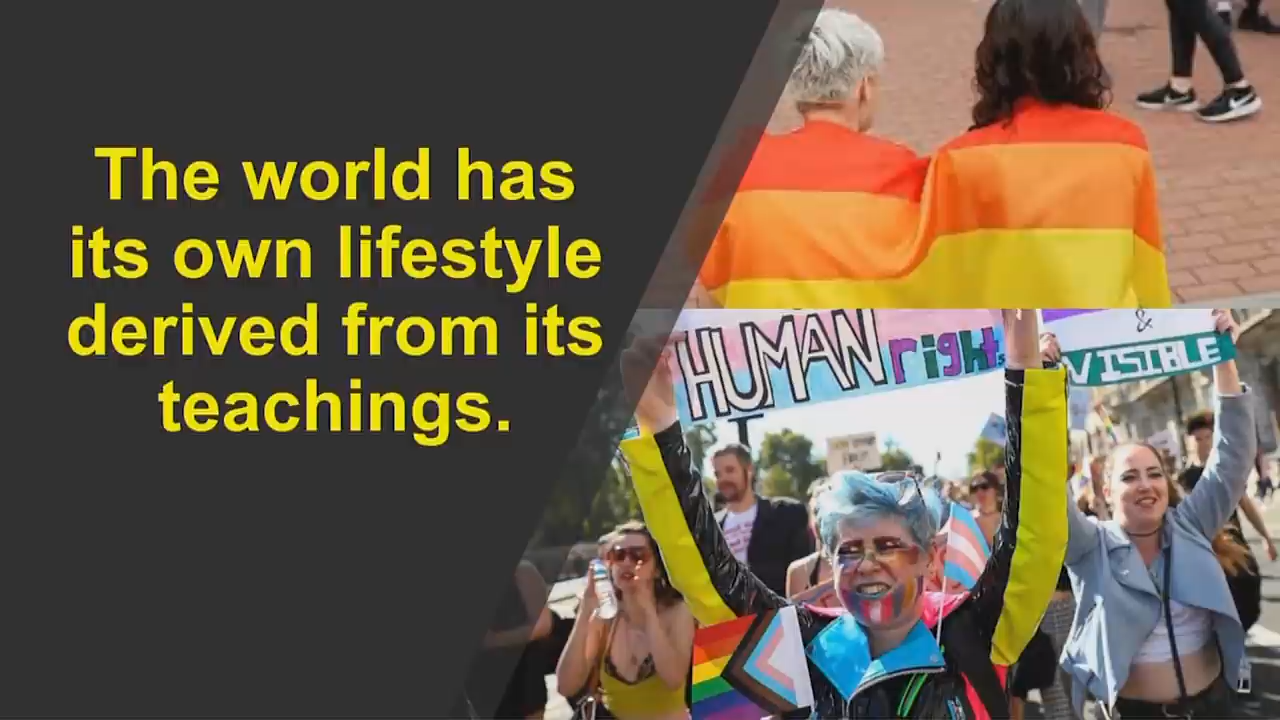 The world has
its own lifestyle
derived from its
teachings.
HUMAN rights
&
VISIBLE